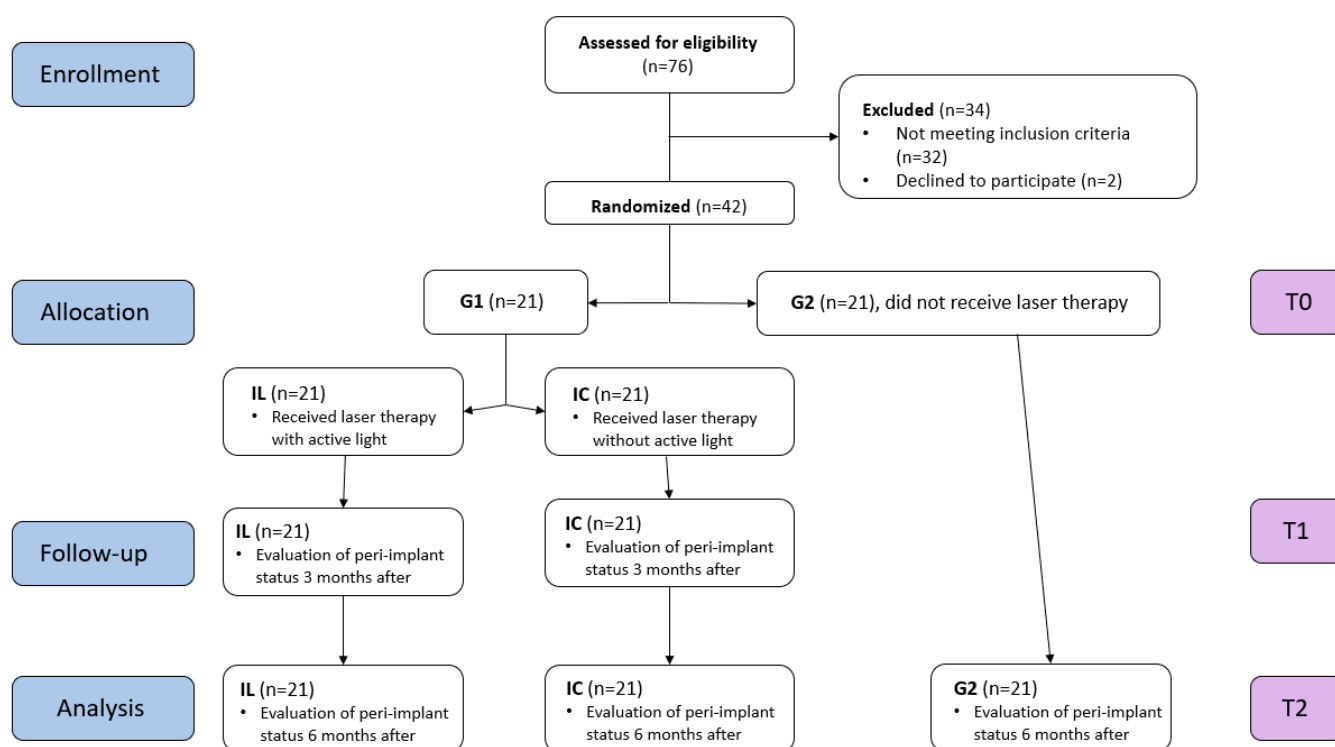 Enrollment
Assessed for eligibility
(n=76)
Excluded (n=34)
• Not meeting inclusion criteria
(n=32)
• Declined to participate (n=2)
Randomized (n=42)
Allocation
G1 (n=21)
G2 (n=21), did not receive laser therapy
T0
IL (n=21)
• Received laser therapy
with active light
IC (n=21)
• Received laser therapy
without active light
Follow-up
IL (n=21)
• Evaluation of peri-implant
status 3 months after
IC (n=21)
• Evaluation of peri-implant
status 3 months after
T1
Analysis
IL (n=21)
• Evaluation of peri-implant
status 6 months after
IC (n=21)
• Evaluation of peri-implant
status 6 months after
G2 (n=21)
• Evaluation of peri-implant
status 6 months after
T2